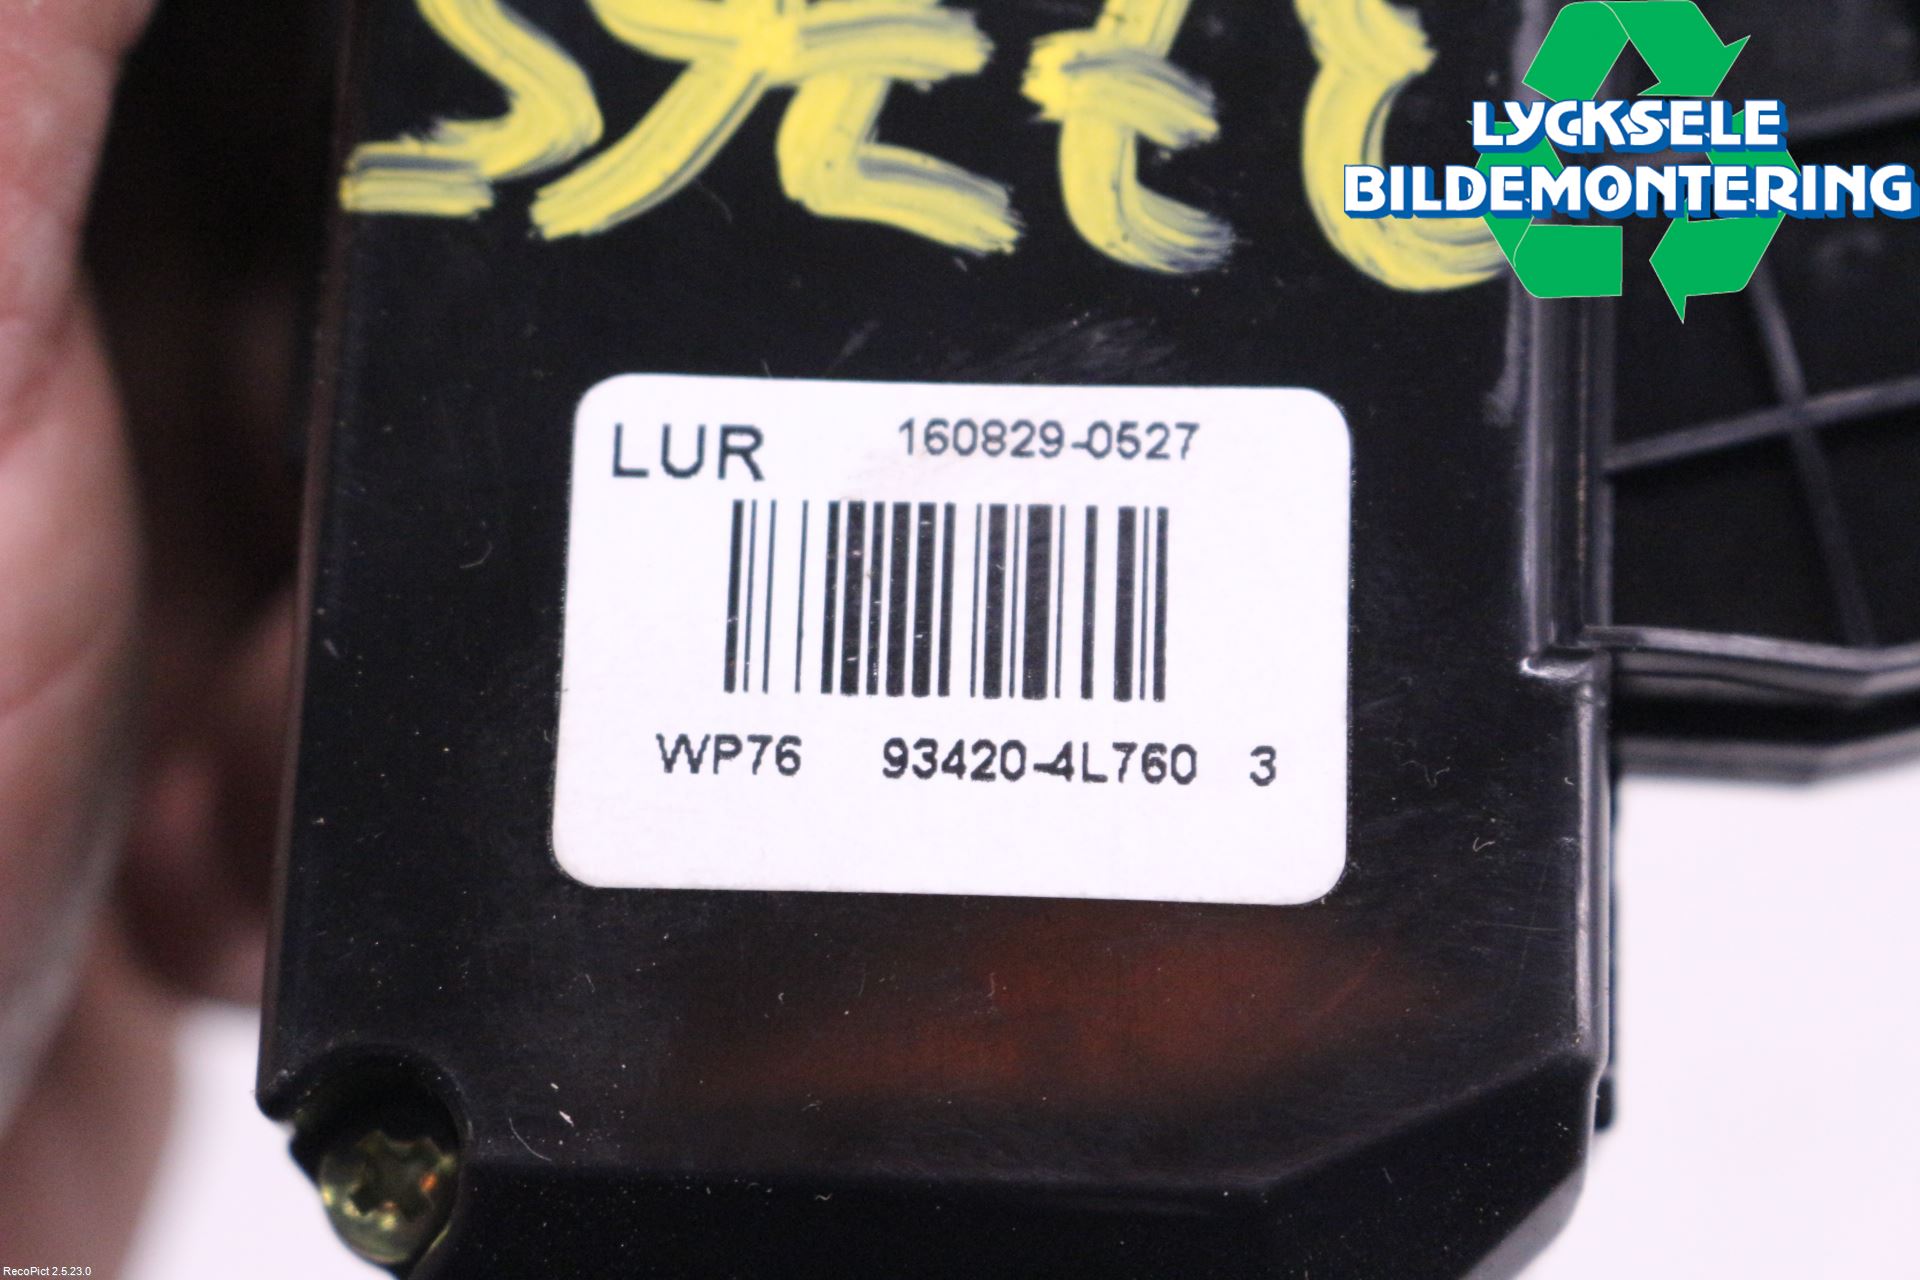 LYCKSELE
BILDEMONTERING
LUR 160829-0527
WP76 93420-4L760 3
RecoPict 2.5.23.0